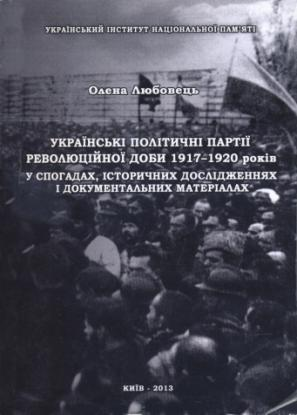 УКРАЇНСЬКИЙ ІНСТИТУТ НАЦІОНАЛЬНОЇ ПАМ'ЯТІ
Олена Любовець
УКРАЇНСЬКІ ПОЛІТИЧНІ ПАРТІЇ
РЕВОЛЮЦІЙНОЇ ДОБИ 1917–1920 років
У СПОГАДАХ, ІСТОРИЧНИХ ДОСЛІДЖЕННЯХ
І ДОКУМЕНТАЛЬНИХ МАТЕРІАЛАХ
КИЇВ - 2013